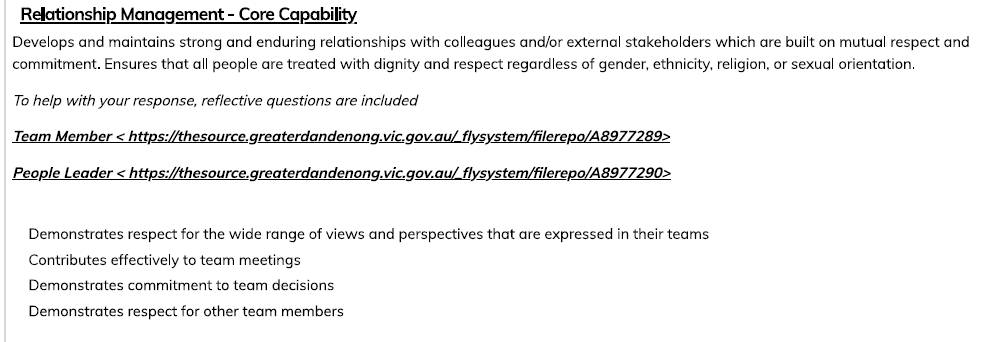 Relationship Management - Core Capability
Develops and maintains strong and enduring relationships with colleagues and/or external stakeholders which are built on mutual respect and
commitment. Ensures that all people are treated with dignity and respect regardless of gender, ethnicity, religion, or sexual orientation.
To help with your response, reflective questions are included
Team Member < https://thesource.greaterdandenong.vic.gov.au/_flysystem/filerepo/A8977289>
People Leader < https://thesource.greaterdandenong.vic.gov.au/_flysystem/filerepo/A8977290>
Demonstrates respect for the wide range of views and perspectives that are expressed in their teams
Contributes effectively to team meetings
Demonstrates commitment to team decisions
Demonstrates respect for other team members